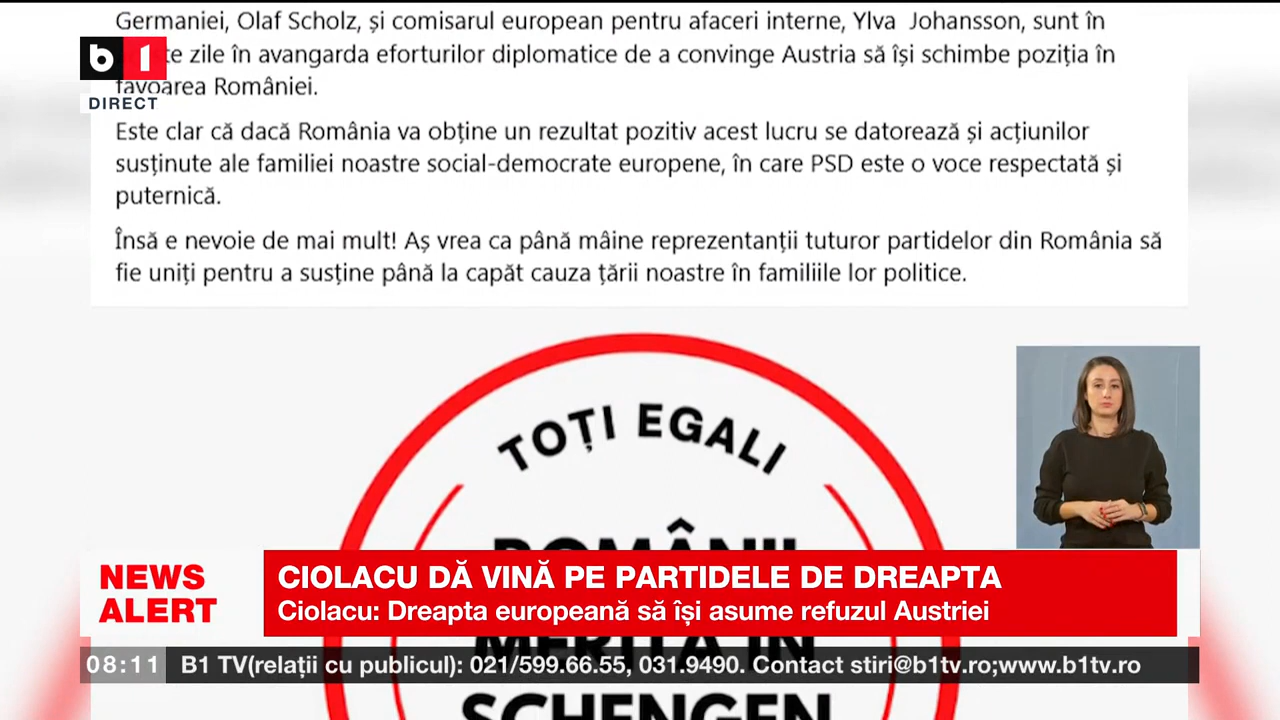 Germaniei, Olaf Scholz, și comisarul european pentru afaceri interne, Ylva Johansson, sunt în
zile în avangarda eforturilor diplomatice de a convinge Austria să își schimbe poziția în
favoarea României.
Este clar că dacă România va obține un rezultat pozitiv acest lucru se datorează și acțiunilor
susținute ale familiei noastre social-democrate europene, în care PSD este o voce respectată și
puternică.
Însă e nevoie de mai mult! Aș vrea ca până mâine reprezentanții tuturor partidelor din România să
fie uniți pentru a susține până la capăt cauza țării noastre în familiile lor politice.
b1
DIRECT
TOȚI EGALI
ROMÂNII
MERITĂ ÎN
SCHENGEN
NEWS
ALERT
CIOLACU DĂ VINĂ PE PARTIDELE DE DREAPTA
Ciolacu: Dreapta europeană să își asume refuzul Austriei
08:11 B1 TV(relații cu publicul): 021/599.66.55, 031.9490. Contact stiri@b1tv.ro;www.b1tv.ro